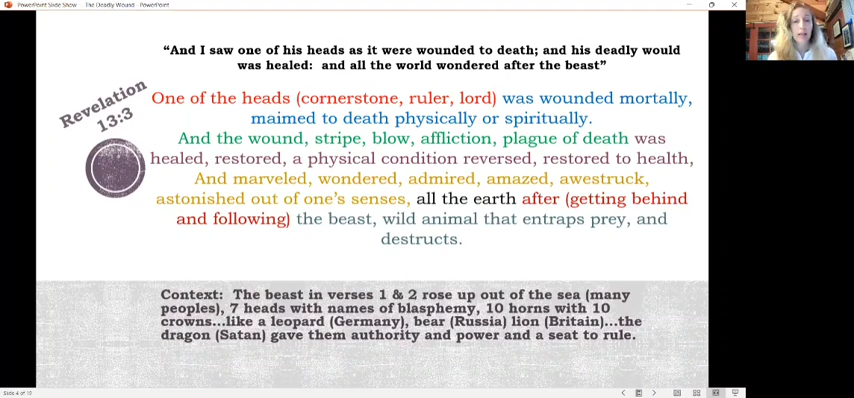 PowerPoint Slide Show - The Deadly Wound - PowerPoint
“And I saw one of his heads as it were wounded to death; and his deadly would
was healed: and all the world wondered after the beast”
Revelation
13:3
One of the heads (cornerstone, ruler, lord) was wounded mortally,
maimed to death physically or spiritually.
And the wound, stripe, blow, affliction, plague of death was
healed, restored, a physical condition reversed, restored to health,
And marveled, wondered, admired, amazed, awestruck,
astonished out of one’s senses, all the earth after (getting behind
and following) the beast, wild animal that entraps prey, and
destructs.
Context: The beast in verses 1 & 2 rose up out of the sea (many
peoples), 7 heads with names of blasphemy, 10 horns with 10
crowns...like a leopard (Germany), bear (Russia) lion (Britain)...the
dragon (Satan) gave them authority and power and a seat to rule.
Slide 4 of 10